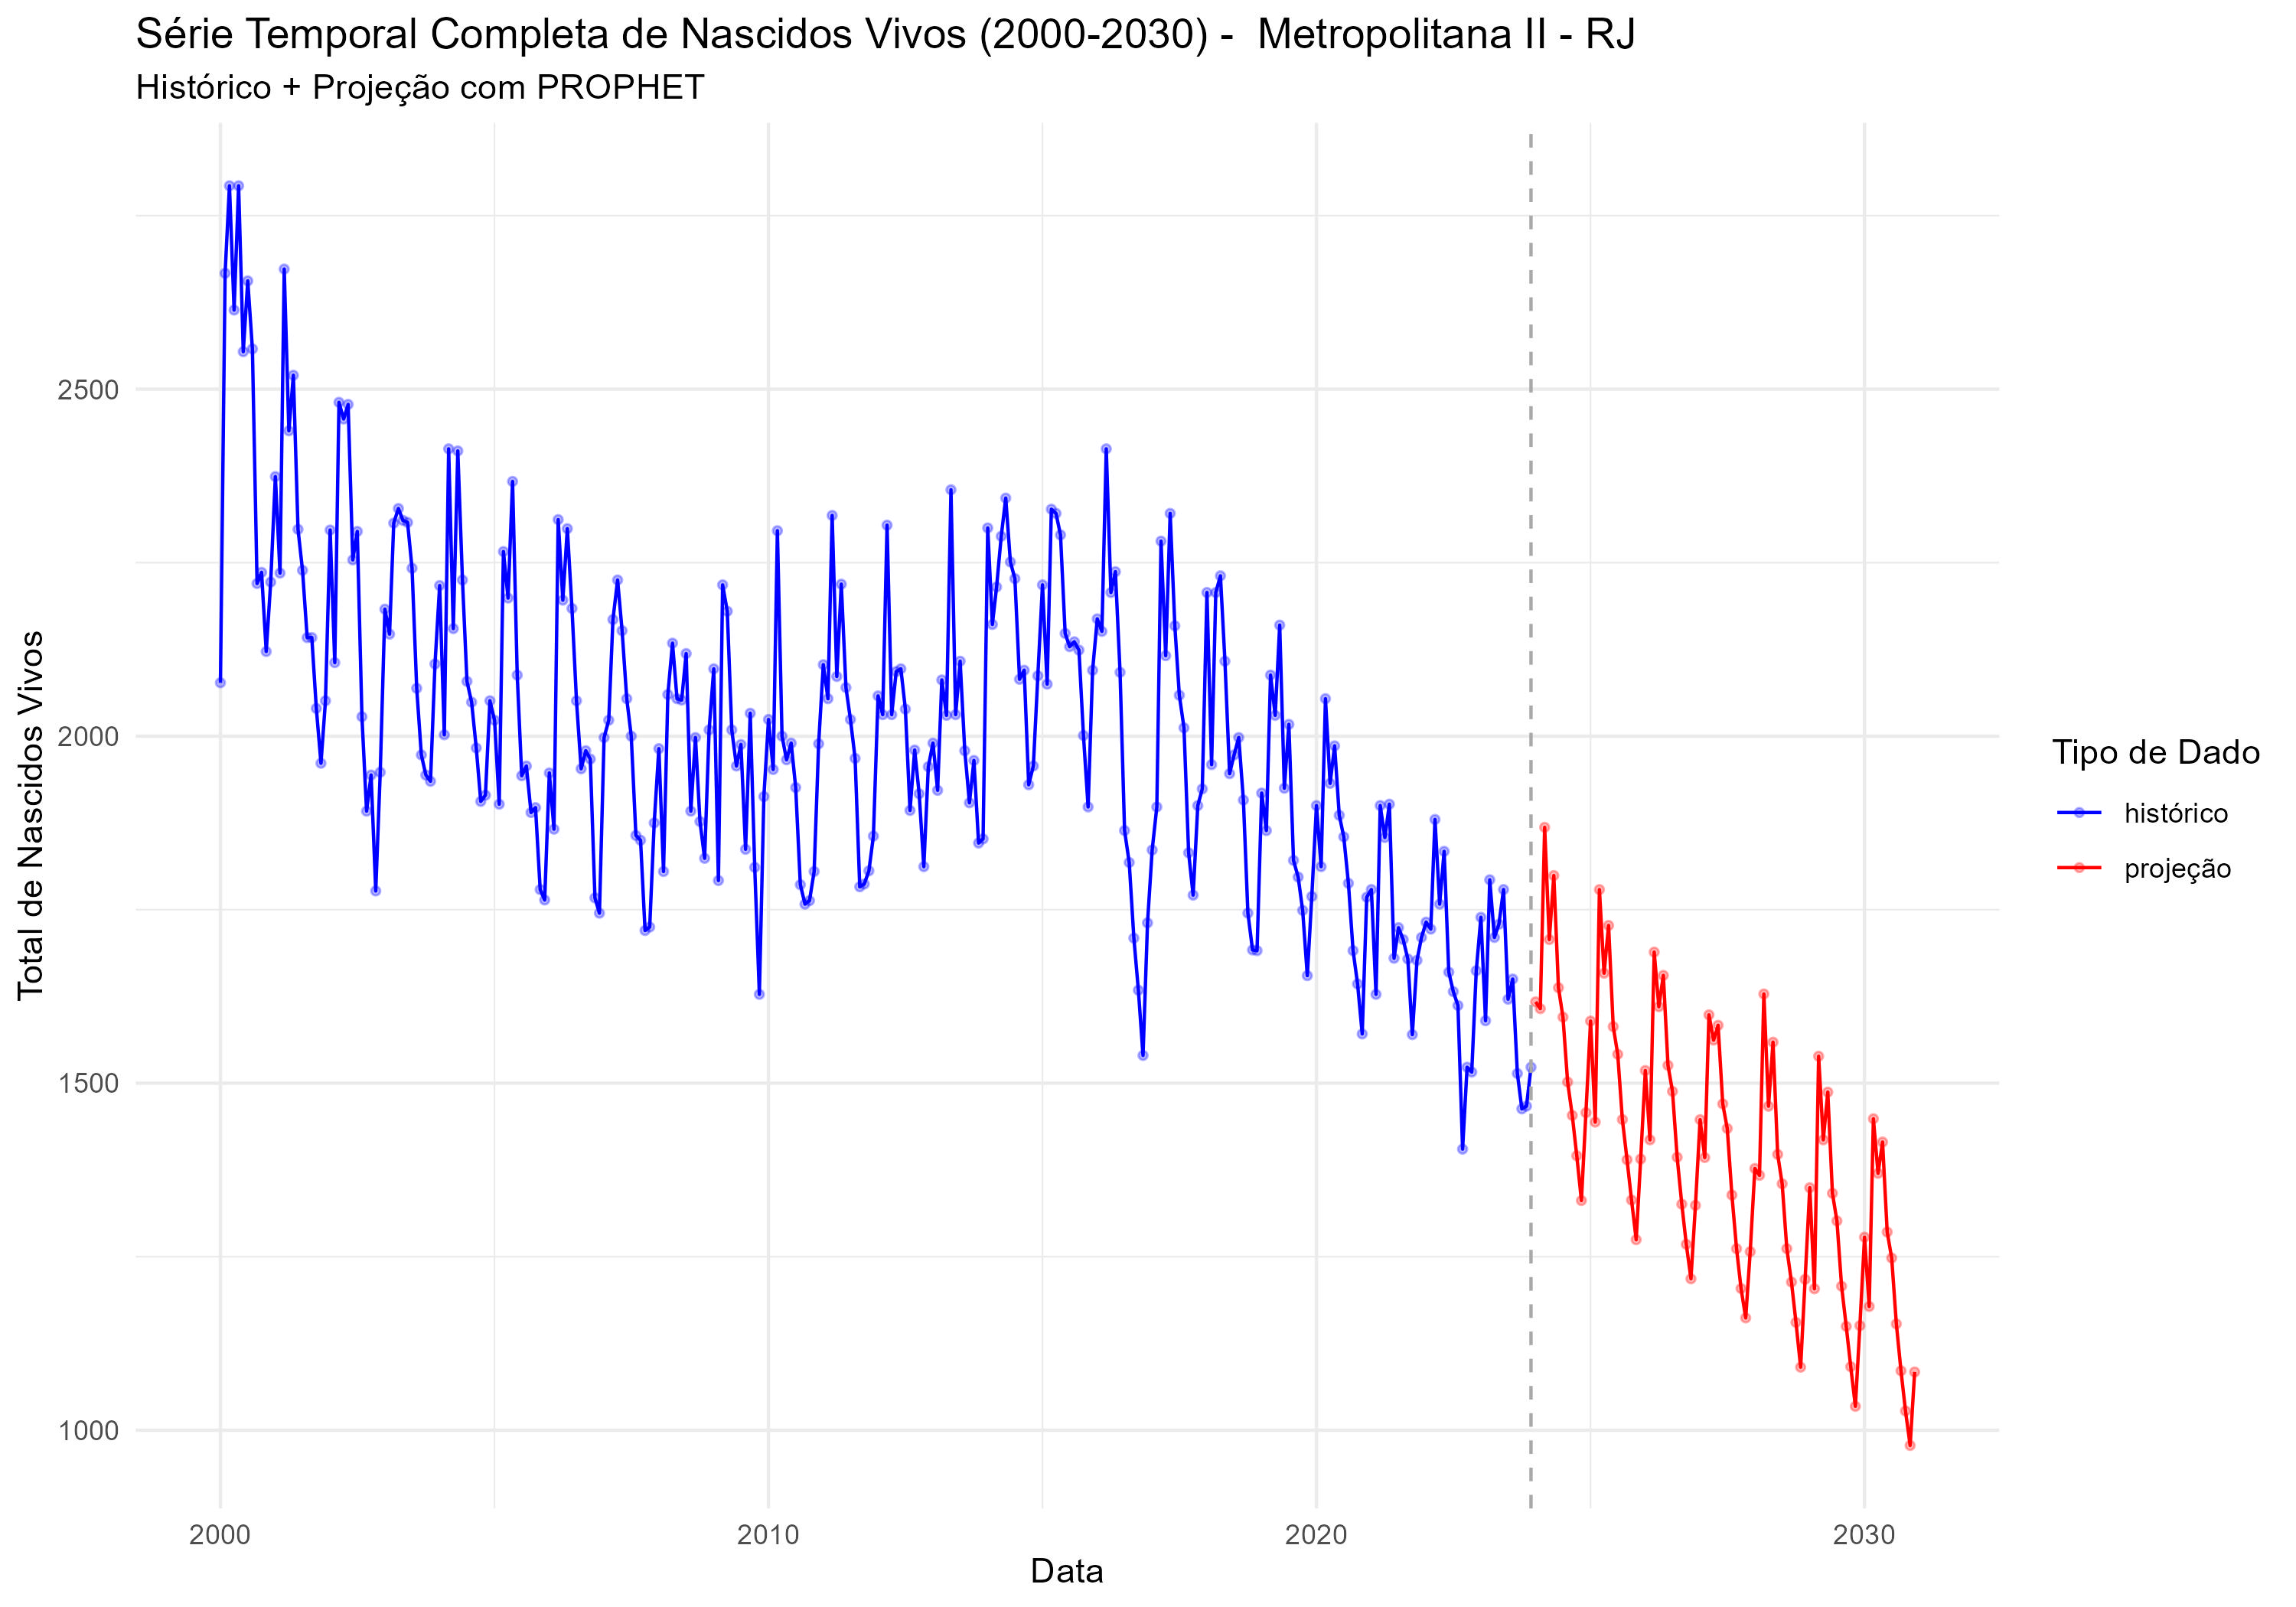 Série Temporal Completa de Nascidos Vivos (2000-2030) -  Metropolitana II - RJ
Histórico + Projeção com PROPHET
Total de Nascidos Vivos
2500
2000
1500
1000
2000
2010
2020
2030
Data
Tipo de Dado
histórico
projeção